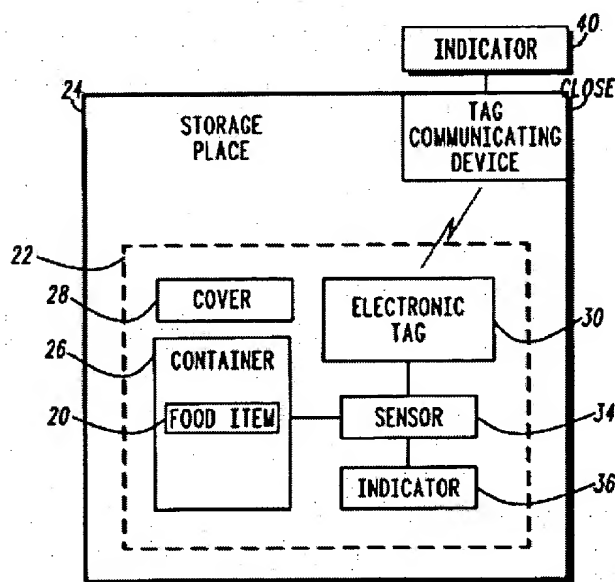 40
INDICATOR
24
CLOSE
STORAGE
PLACE
TAG
COMMUNICATING
DEVICE
22
28
COVER
ELECTRONIC
TAG
30
26
CONTAINER
20
FOOD ITEM
SENSOR
34
INDICATOR
36